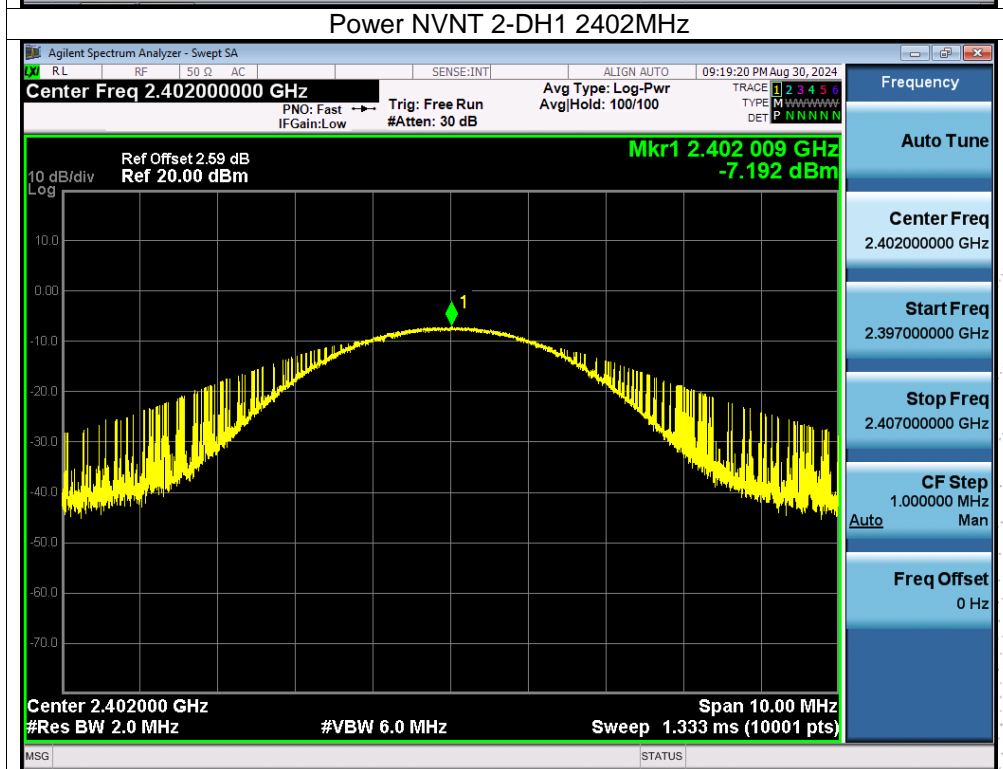 Power NVNT 2-DH1 2402MHz
Agilent Spectrum Analyzer - Swept SA
LXI RL RF 50 Ω AC SENSE:INT ALIGN AUTO 09:19:20 PM Aug 30, 2024
Center Freq 2.402000000 GHz
PNO: Fast
IFGain:Low
Trig: Free Run
#Atten: 30 dB
Avg Type: Log-Pwr
Avg|Hold: 100/100
TRACE 1 2 3 4 5 6
TYPE M WWWWW
DET P N N N N N
Frequency
Mkr1 2.402 009 GHz
-7.192 dBm
Ref Offset 2.59 dB
10 dB/div Ref 20.00 dBm
Log
10.0
0.00
-10.0
-20.0
-30.0
-40.0
-50.0
-60.0
-70.0
1
Center 2.402000 GHz Span 10.00 MHz
#Res BW 2.0 MHz #VBW 6.0 MHz Sweep 1.333 ms (10001 pts)
Auto Tune
Center Freq
2.402000000 GHz
Start Freq
2.397000000 GHz
Stop Freq
2.407000000 GHz
CF Step
1.000000 MHz
Auto Man
Freq Offset
0 Hz
MSG STATUS